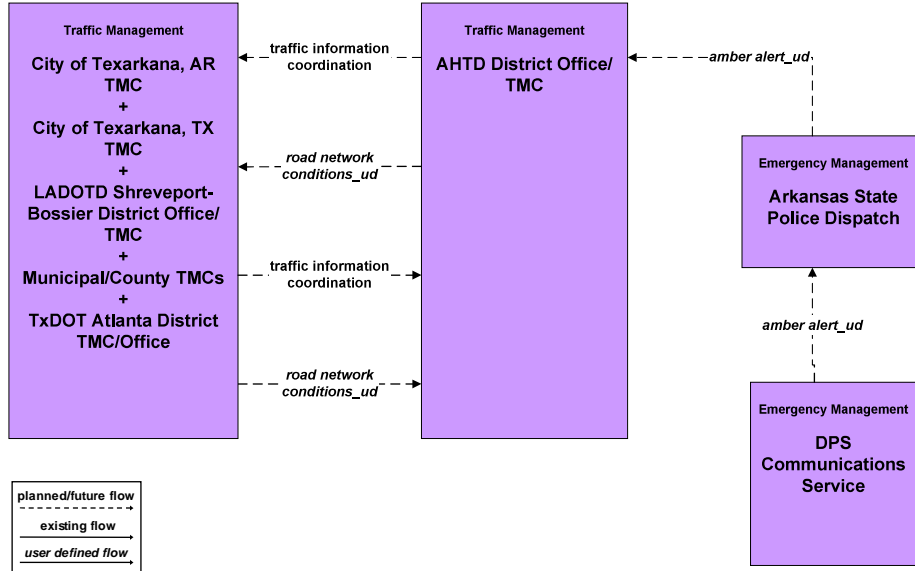 Traffic Management
City of Texarkana, AR
TMC
+
City of Texarkana, TX
TMC
+
LADOTD Shreveport-
Bossier District Office/
TMC
+
Municipal/County TMCs
+
TxDOT Atlanta District
TMC/Office
traffic information
coordination
road network
conditions_ud
traffic information
coordination
road network
conditions_ud
Traffic Management
AHTD District Office/
TMC
amber alert_ud
Emergency Management
Arkansas State
Police Dispatch
amber alert_ud
Emergency Management
DPS
Communications
Service
planned/future flow
existing flow
user defined flow